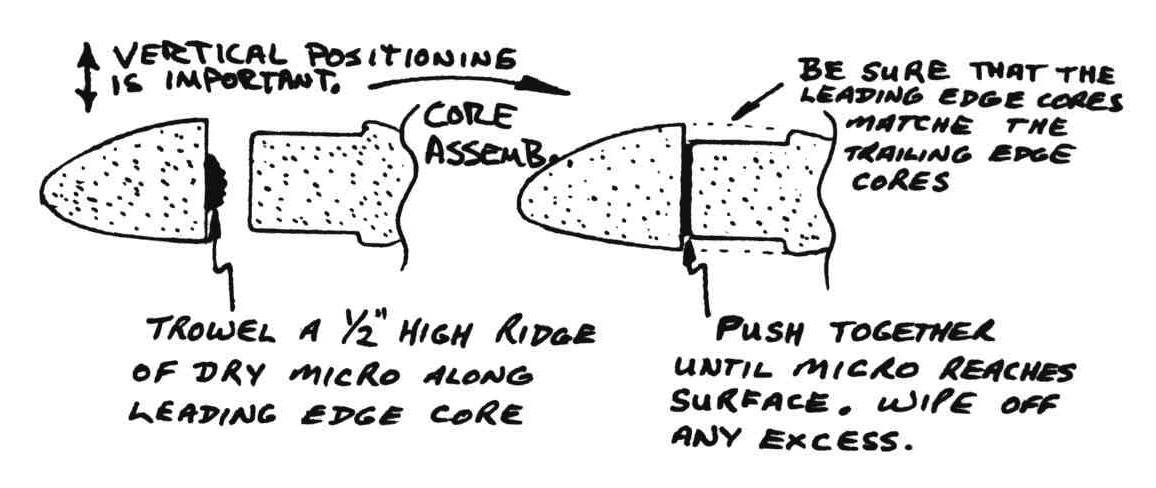 VERTICAL POSITIONING
IS IMPORTANT.
CORE
ASSEMB.
BE SURE THAT THE
LEADING EDGE CORES
MATCHE THE
TRAILING EDGE
CORES
TROWEL A 1/2" HIGH RIDGE
OF DRY MICRO ALONG
LEADING EDGE CORE
PUSH TOGETHER
UNTIL MICRO REACHES
SURFACE. WIPE OFF
ANY EXCESS.